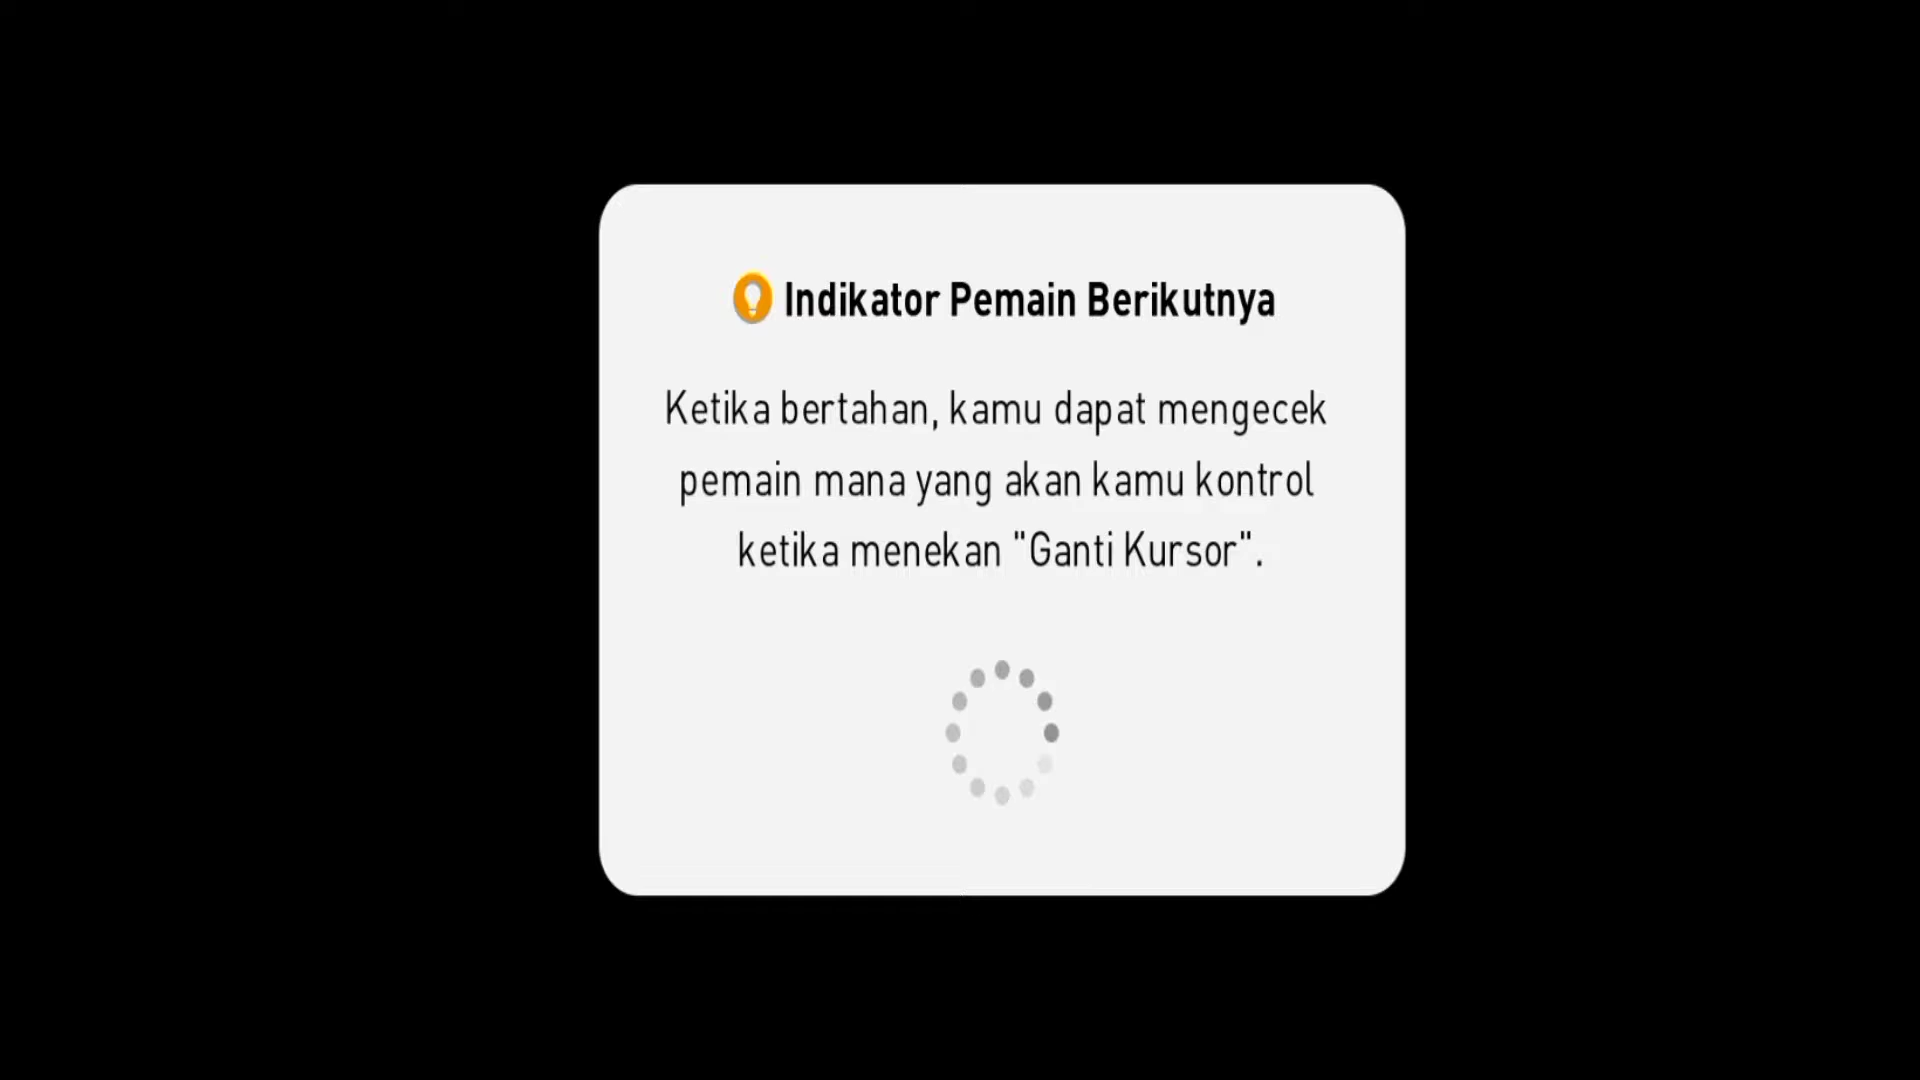 Indikator Pemain Berikutnya
Ketika bertahan, kamu dapat mengecek
pemain mana yang akan kamu kontrol
ketika menekan "Ganti Kursor".